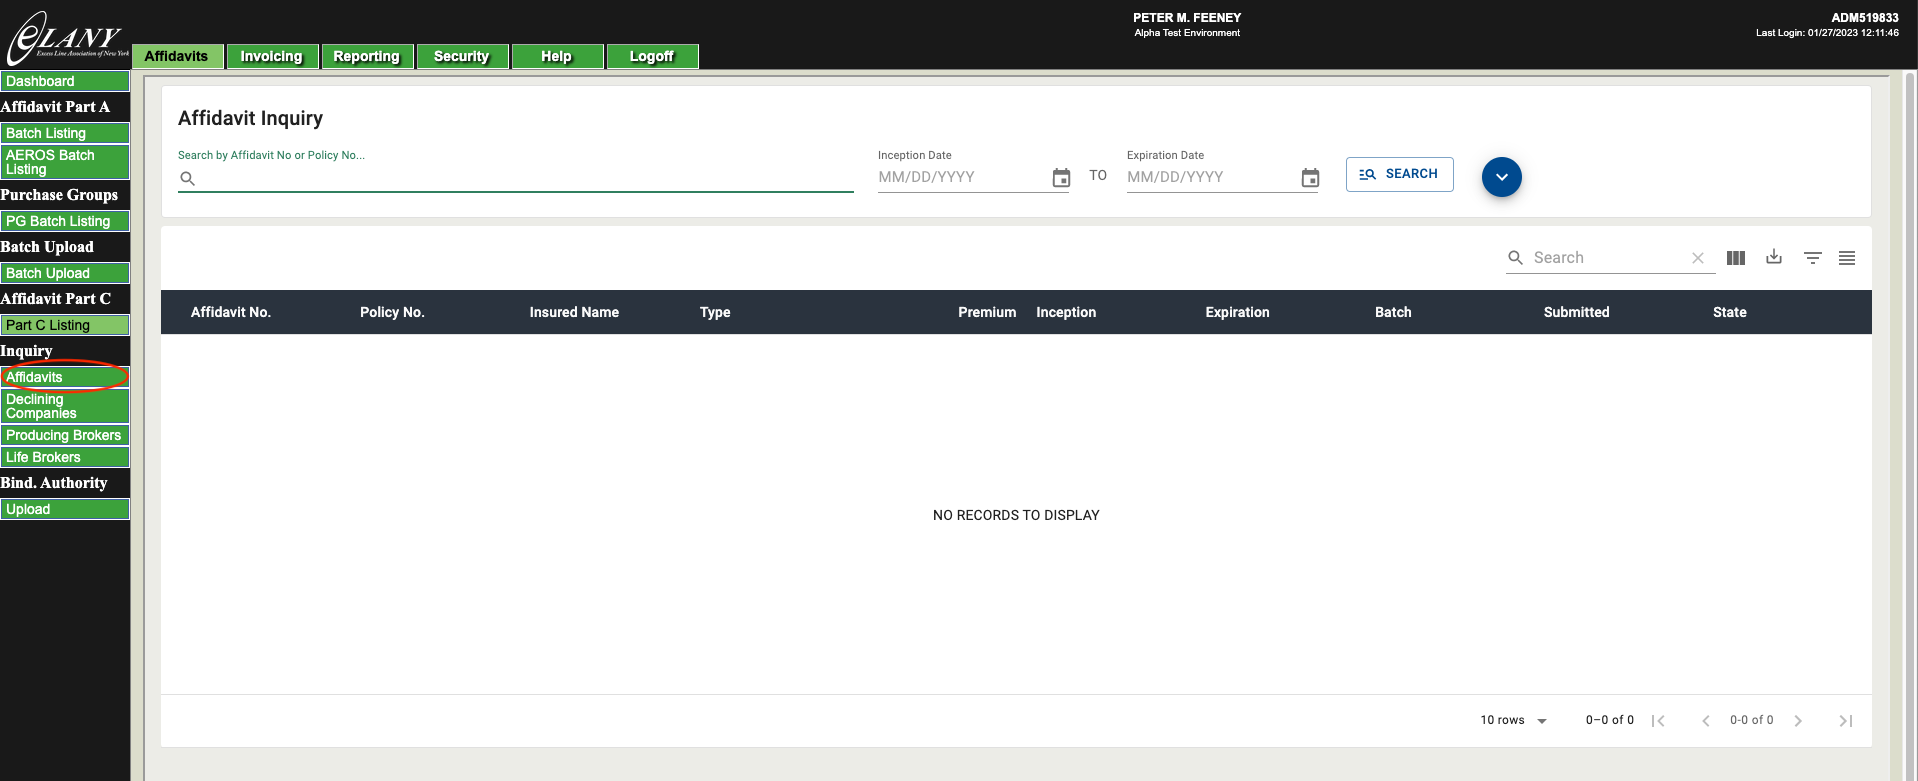 eLANY
Excess Line Association of New York
PETER M. FEENEY
Alpha Test Environment
ADM519833
Last Login: 01/27/2023 12:11:46
Affidavits Invoicing Reporting Security Help Logoff
Dashboard
Affidavit Part A
Batch Listing
AEROS Batch
Listing
Purchase Groups
PG Batch Listing
Batch Upload
Batch Upload
Affidavit Part C
Part C Listing
Inquiry
Affidavits
Declining
Companies
Producing Brokers
Life Brokers
Bind. Authority
Upload
Affidavit Inquiry
Search by Affidavit No or Policy No...
Inception Date
MM/DD/YYYY
TO
Expiration Date
MM/DD/YYYY
SEARCH
Search
Affidavit No. Policy No. Insured Name Type Premium Inception Expiration Batch Submitted State
NO RECORDS TO DISPLAY
10 rows 0–0 of 0 0-0 of 0